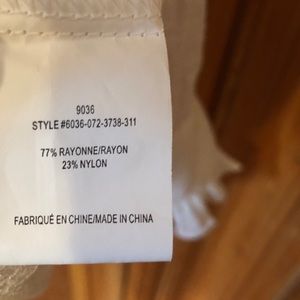 9036
STYLE #6036-072-3738-311
77% RAYONNE/RAYON
23% NYLON
FABRIQUÉ EN CHINE/MADE IN CHINA